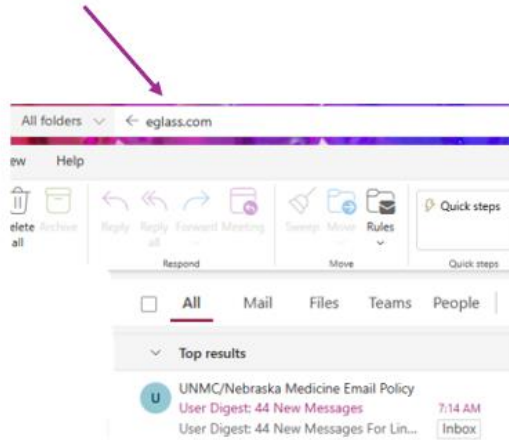 All folders eglass.com
ew Help
elete all Archive Reply Reply all Forward Meeting Sweep Move Rules Quick steps
Respond Move Quick steps
All Mail Files Teams People
Top results
U UNMC/Nebraska Medicine Email Policy
User Digest: 44 New Messages 7:14 AM
User Digest: 44 New Messages For Lin... Inbox